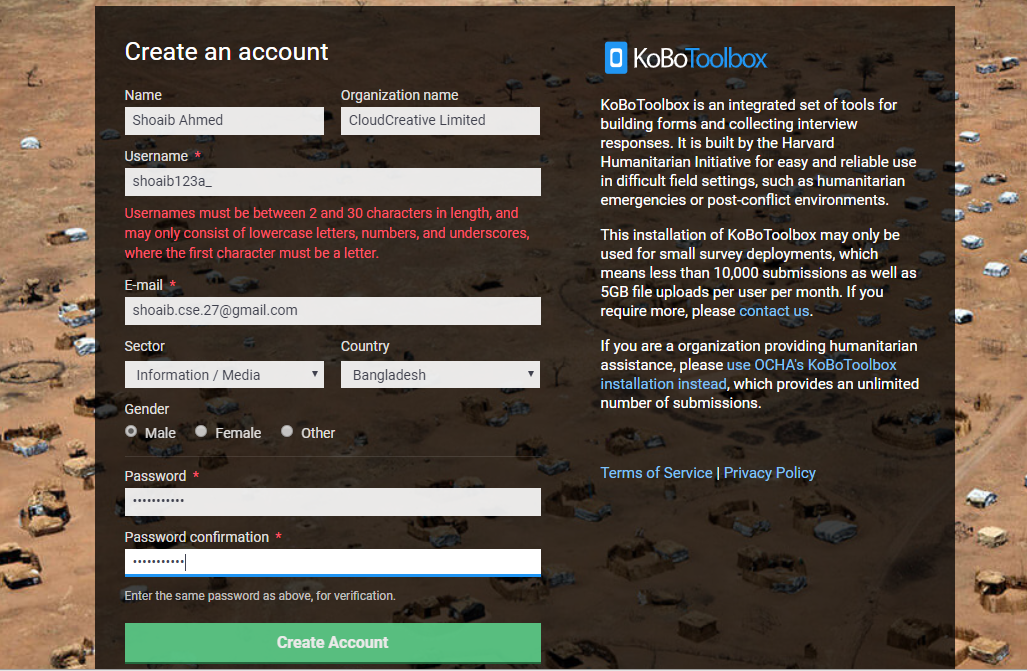 Create an account
Name
Organization name
Shoaib Ahmed
CloudCreative Limited
Username *
shoaib123a_
Usernames must be between 2 and 30 characters in length, and
may only consist of lowercase letters, numbers, and underscores,
where the first character must be a letter.
E-mail *
shoaib.cse.27@gmail.com
Sector
Country
Information / Media
Bangladesh
Gender
Male
Female
Other
Password *
•••••••••••
Password confirmation *
•••••••••••
Enter the same password as above, for verification.
Create Account
KoBoToolbox
KoBoToolbox is an integrated set of tools for
building forms and collecting interview
responses. It is built by the Harvard
Humanitarian Initiative for easy and reliable use
in difficult field settings, such as humanitarian
emergencies or post-conflict environments.
This installation of KoBoToolbox may only be
used for small survey deployments, which
means less than 10,000 submissions as well as
5GB file uploads per user per month. If you
require more, please contact us.
If you are a organization providing humanitarian
assistance, please use OCHA's KoBoToolbox
installation instead, which provides an unlimited
number of submissions.
Terms of Service | Privacy Policy